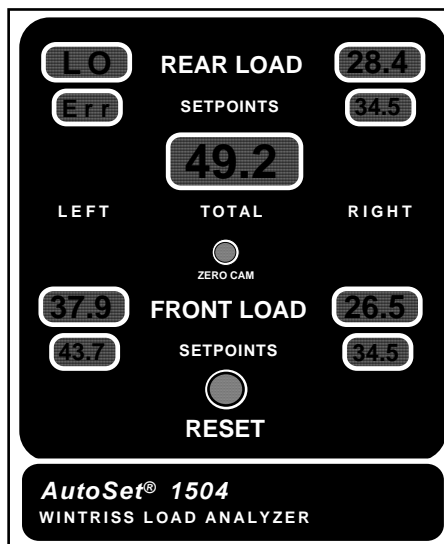 LO REAR LOAD 28.4
Err SETPOINTS 34.5
49.2
LEFT TOTAL RIGHT
ZERO CAM
37.9 FRONT LOAD 26.5
43.7 SETPOINTS 34.5
RESET
AutoSet® 1504
WINTRISS LOAD ANALYZER